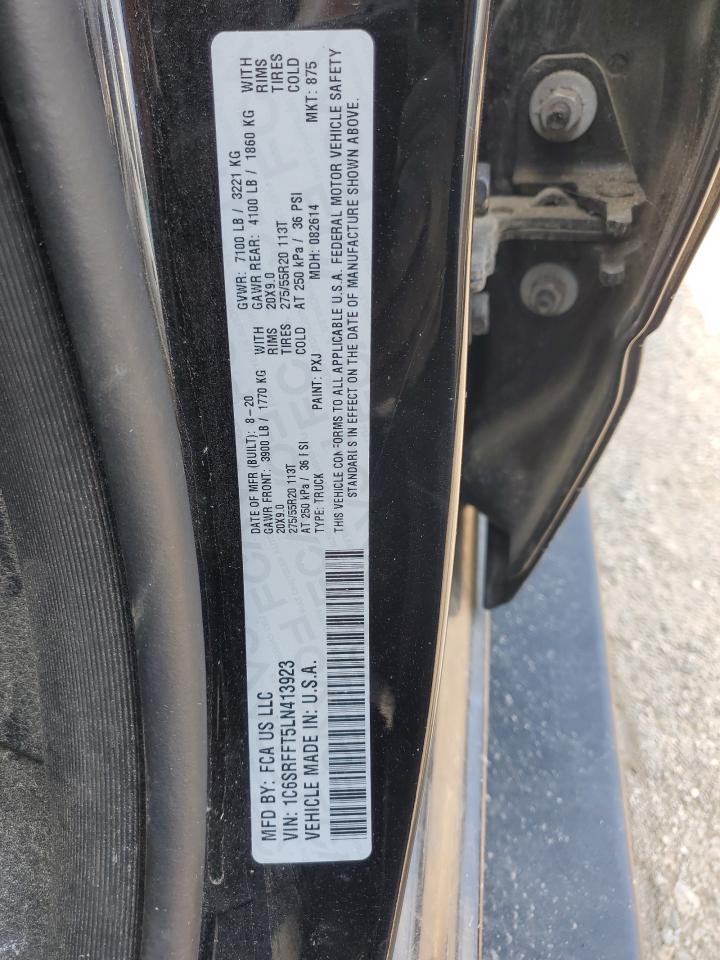 MFD BY: FCA US LLC
DATE OF MFR (BUILT): 8-20
GVWR: 7100 LB / 3221 KG
VIN: 1C6SRFFT5LN413923
GAWR FRONT: 3900 LB / 1770 KG WITH
GAWR REAR: 4100 LB / 1860 KG WITH
VEHICLE MADE IN: U.S.A.
20X9.0 RIMS
20X9.0 RIMS
275/55R20 113T TIRES
275/55R20 113T TIRES
AT 250 kPa / 36 PSI COLD
AT 250 kPa / 36 PSI COLD
TYPE: TRUCK PAINT: PXJ MDH: 082614 MKT: 875
THIS VEHICLE CONFORMS TO ALL APPLICABLE U.S.A. FEDERAL MOTOR VEHICLE SAFETY
STANDARDS IN EFFECT ON THE DATE OF MANUFACTURE SHOWN ABOVE.